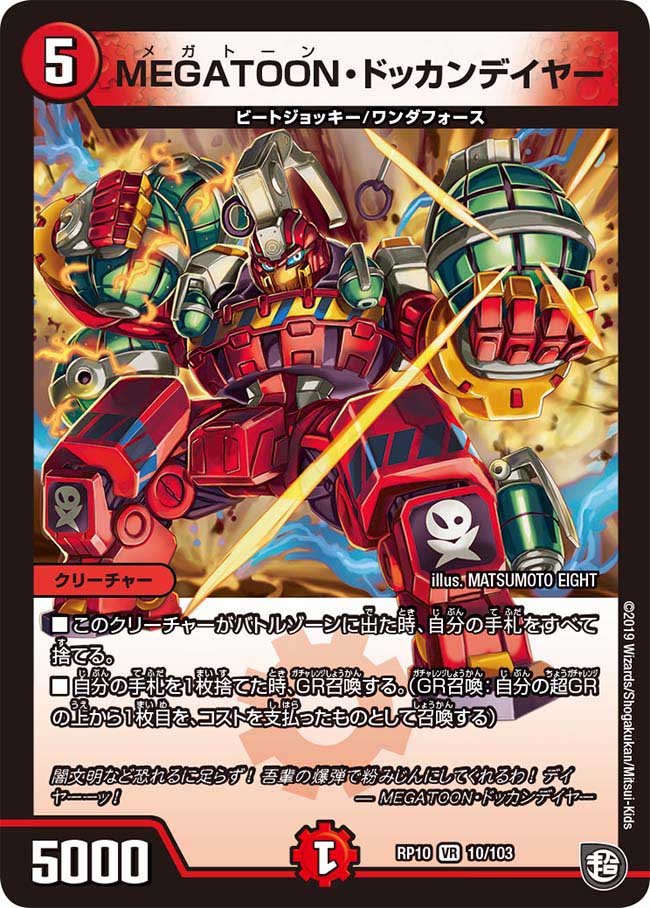 5
メガトーン
MEGATOON・ドッカンデイヤー
ビートジョッキー/ワンダフォース
クリーチャー
illus. MATSUMOTO EIGHT
■このクリーチャーがバトルゾーンに出た時、自分の手札をすべて
捨てる。
■自分の手札を1枚捨てた時、GR召喚する。(GR召喚:自分の超GR
の上から1枚目を、コストを支払ったものとして召喚する)
闇文明など恐れるに足らず! 吾輩の爆弾で粉みじんにしてくれるわ! デイ
ヤーーッ!
— MEGATOON・ドッカンデイヤー
5000
1
RP10 VR 10/103
超
©2019 Wizards/Shogakukan/Mitsui-Kids